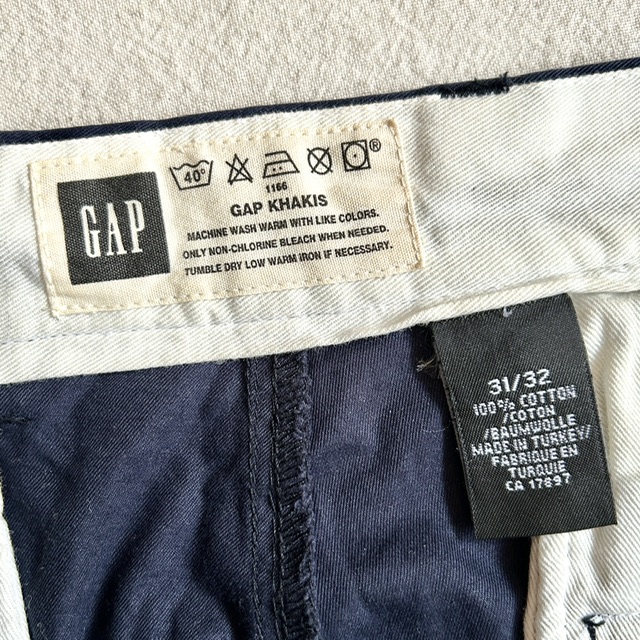 GAP
40°
®
1166
GAP KHAKIS
MACHINE WASH WARM WITH LIKE COLORS.
ONLY NON-CHLORINE BLEACH WHEN NEEDED.
TUMBLE DRY LOW WARM IRON IF NECESSARY.
31/32
100% COTTON
/COTON
/BAUMWOLLE
MADE IN TURKEY/
FABRIQUE EN
TURQUIE
CA 17897